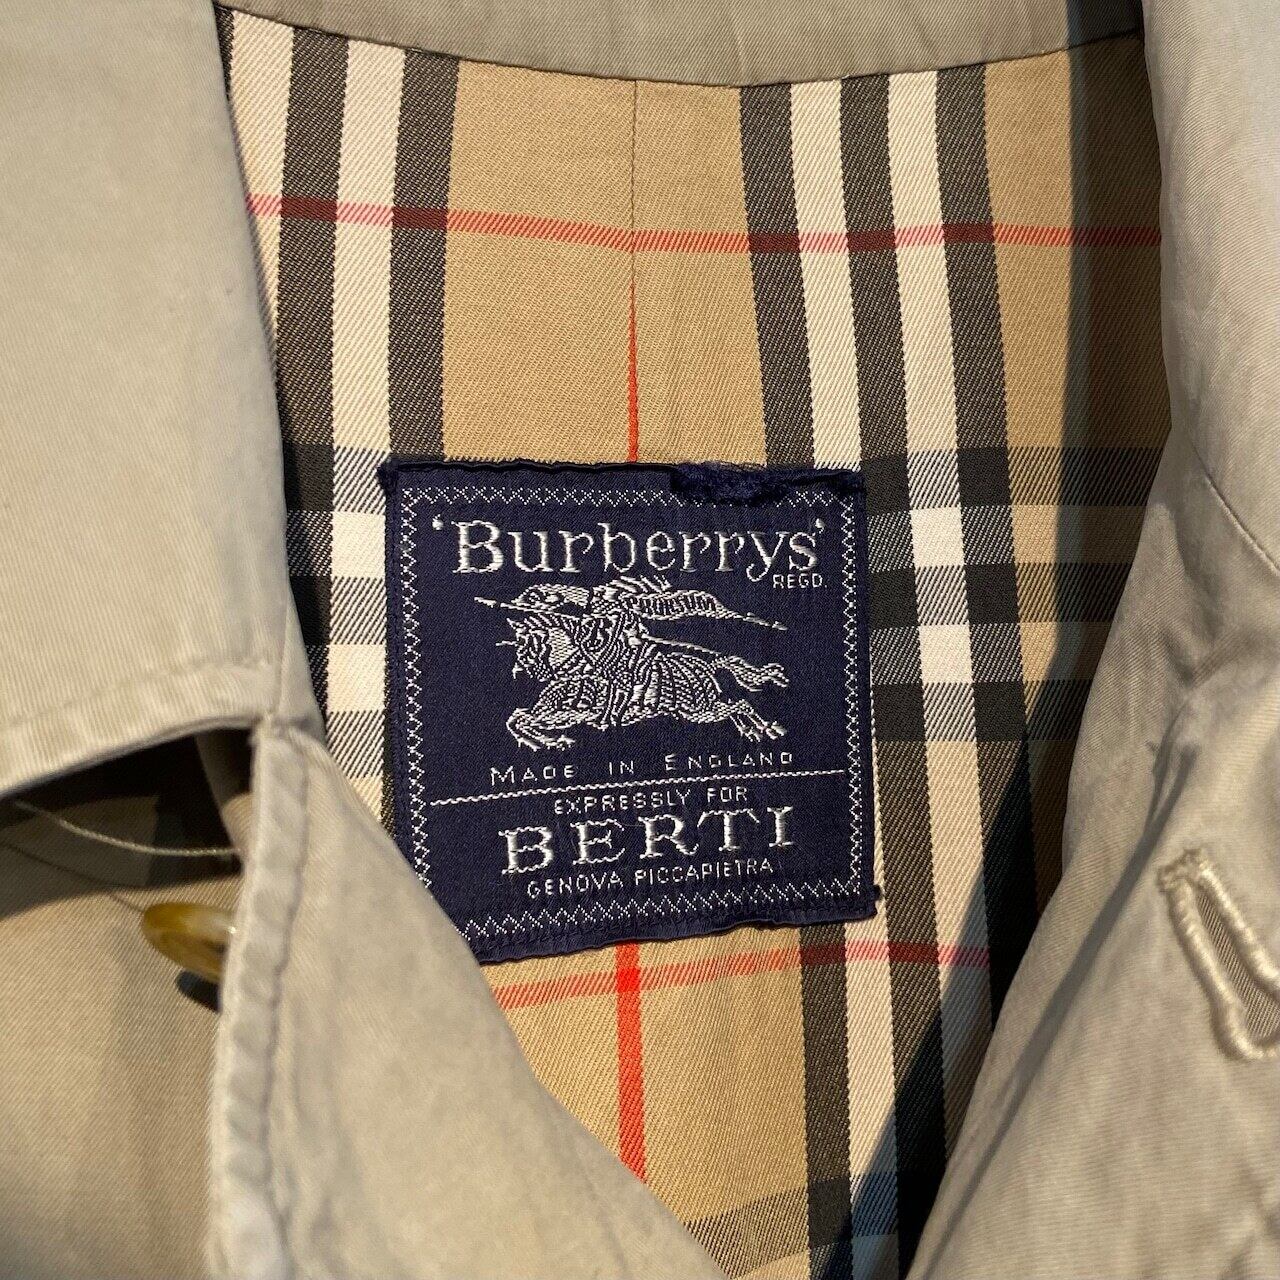 'Burberrys'
REGD.
PRORSUM
MADE IN ENGLAND
EXPRESSLY FOR
BERTI
GENOVA PICCAPIETRA